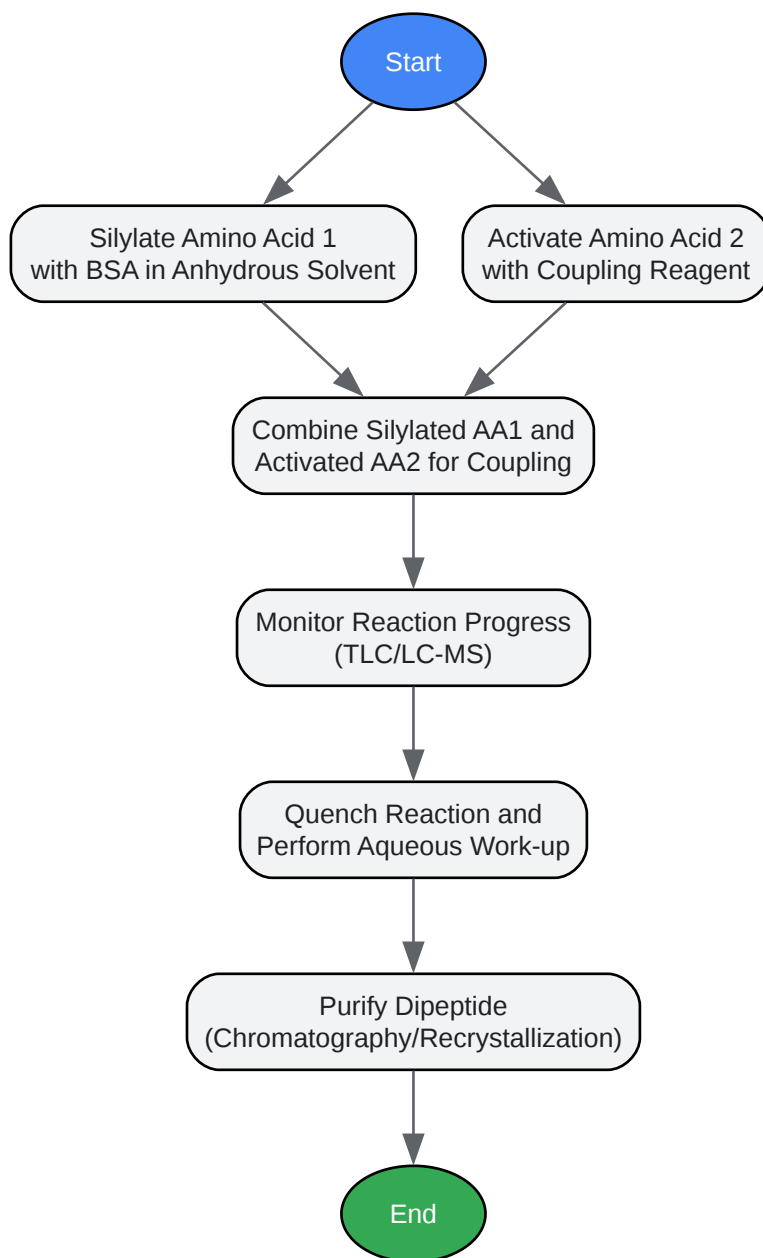 Start
Silylate Amino Acid 1
with BSA in Anhydrous Solvent
Activate Amino Acid 2
with Coupling Reagent
Combine Silylated AA1 and
Activated AA2 for Coupling
Monitor Reaction Progress
(TLC/LC-MS)
Quench Reaction and
Perform Aqueous Work-up
Purify Dipeptide
(Chromatography/Recrystallization)
End